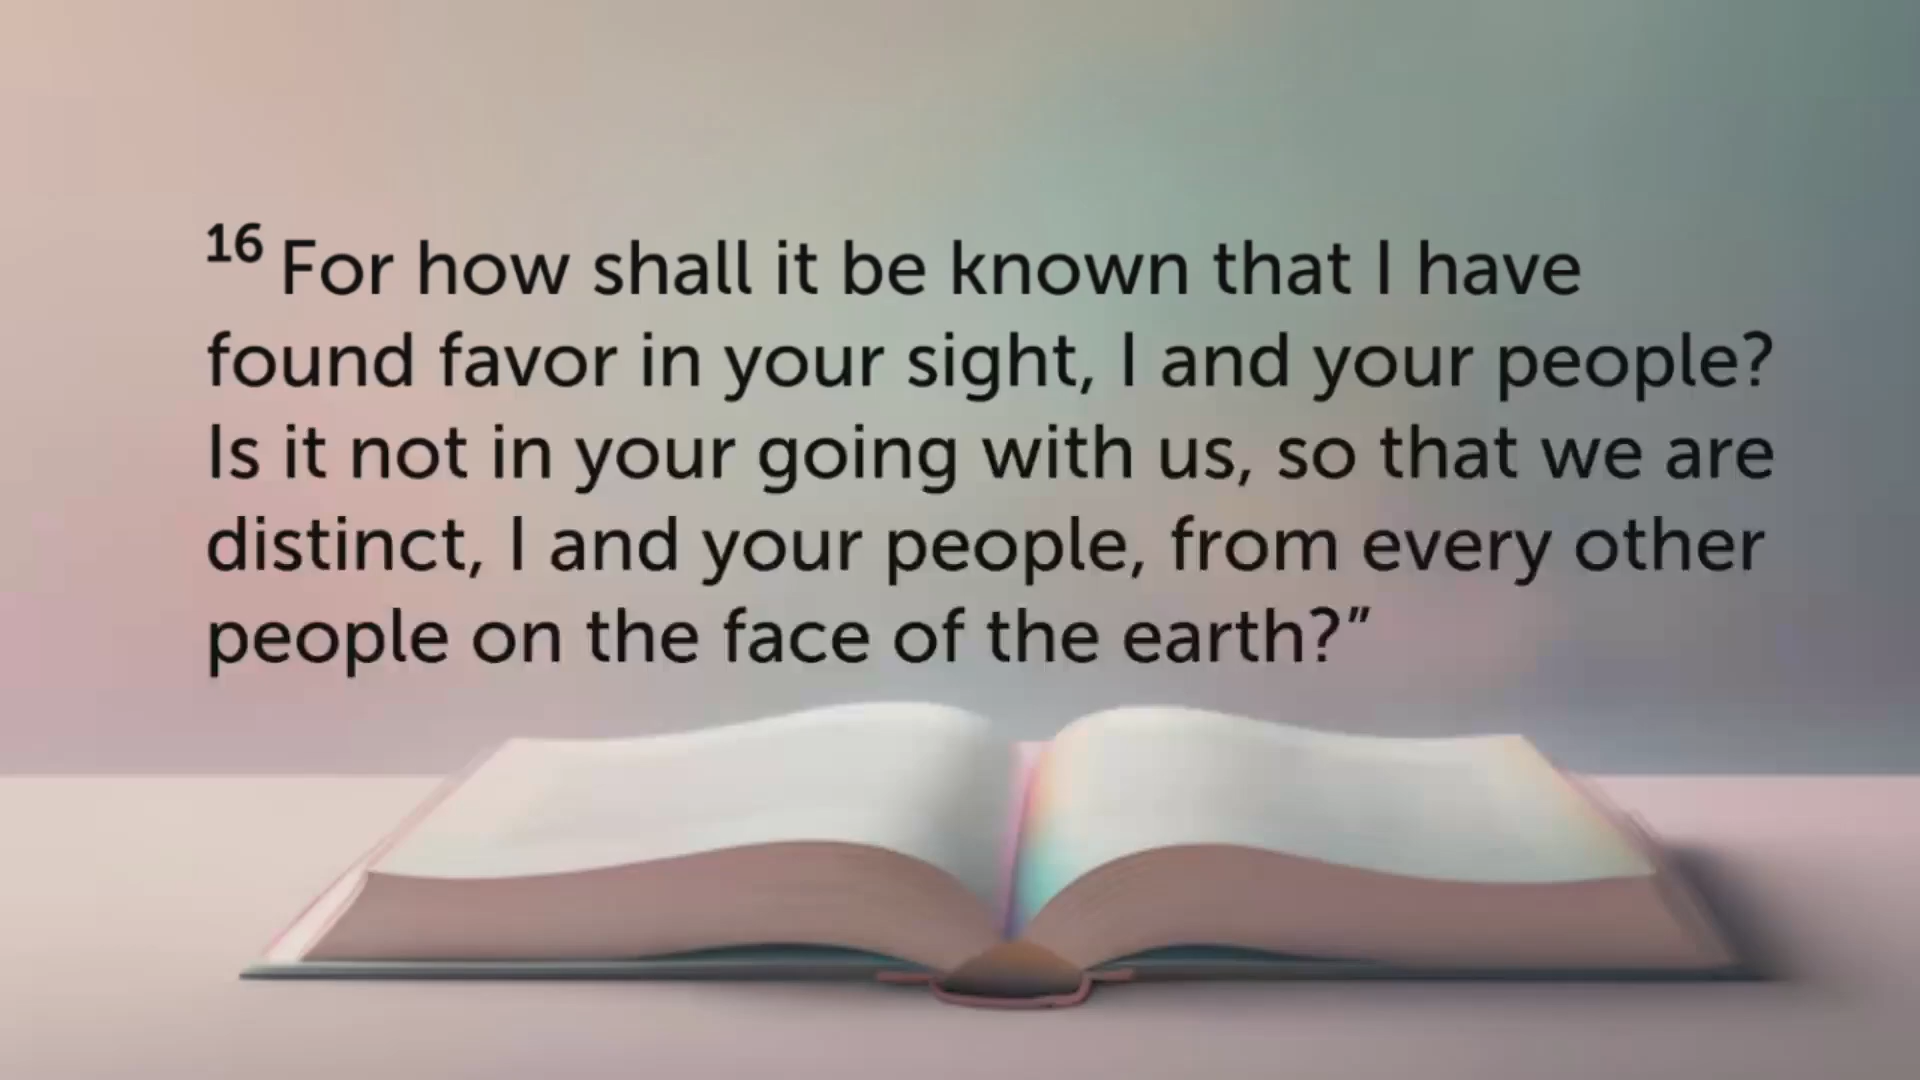 16 For how shall it be known that I have
found favor in your sight, I and your people?
Is it not in your going with us, so that we are
distinct, I and your people, from every other
people on the face of the earth?”